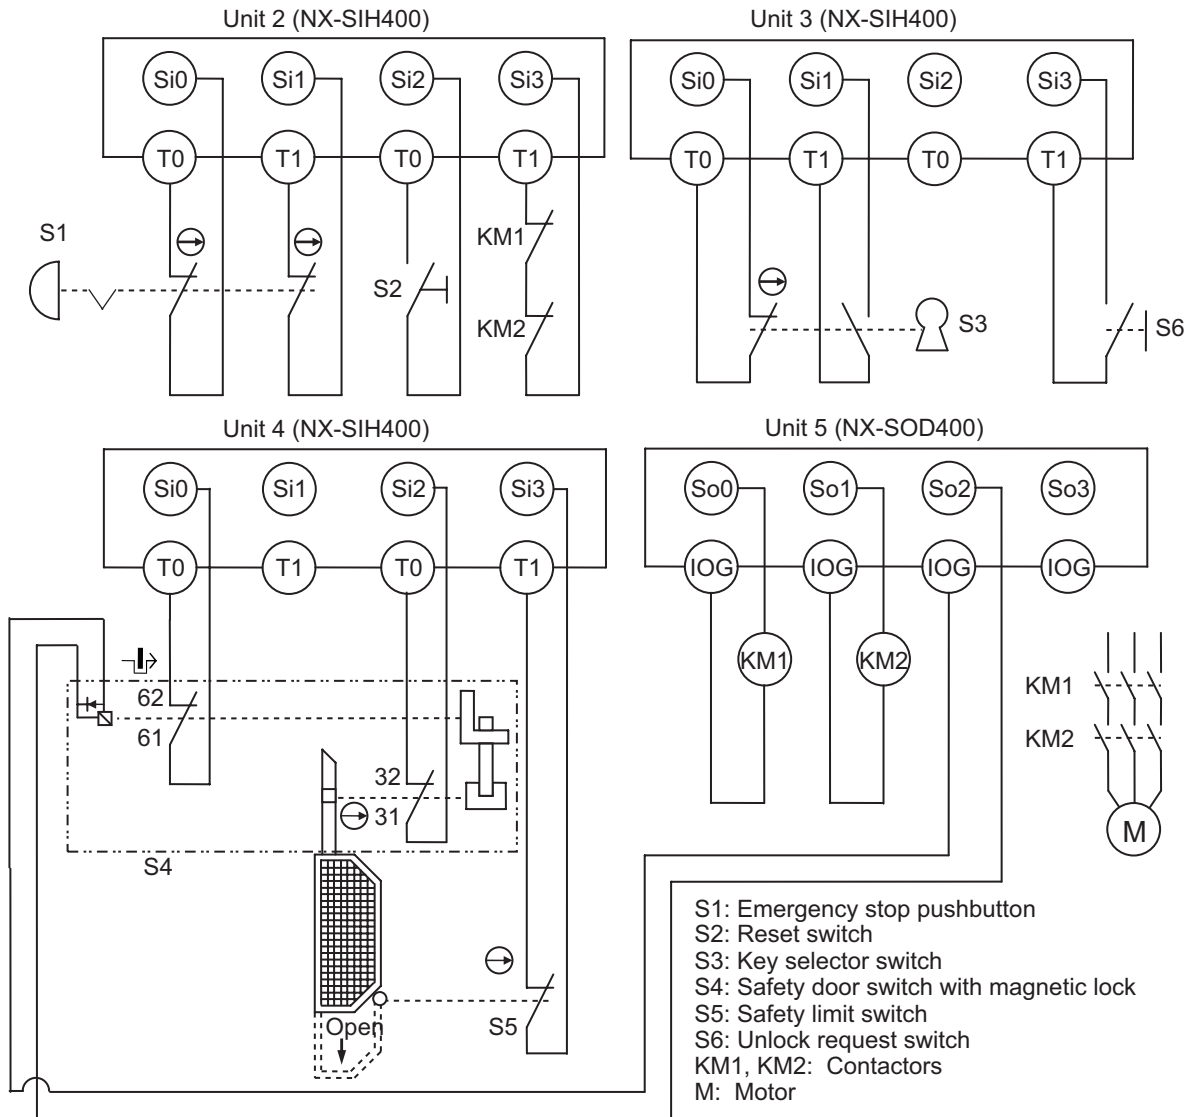 Unit 2 (NX-SIH400)
Si0 Si1 Si2 Si3
T0 T1 T0 T1
S1
S2
KM1
KM2
Unit 3 (NX-SIH400)
Si0 Si1 Si2 Si3
T0 T1 T0 T1
S3
S6
Unit 4 (NX-SIH400)
Si0 Si1 Si2 Si3
T0 T1 T0 T1
62
61
32
31
S4
Open
S5
Unit 5 (NX-SOD400)
So0 So1 So2 So3
IOG IOG IOG IOG
KM1 KM2
KM1
KM2
M
S1: Emergency stop pushbutton
S2: Reset switch
S3: Key selector switch
S4: Safety door switch with magnetic lock
S5: Safety limit switch
S6: Unlock request switch
KM1, KM2: Contactors
M: Motor